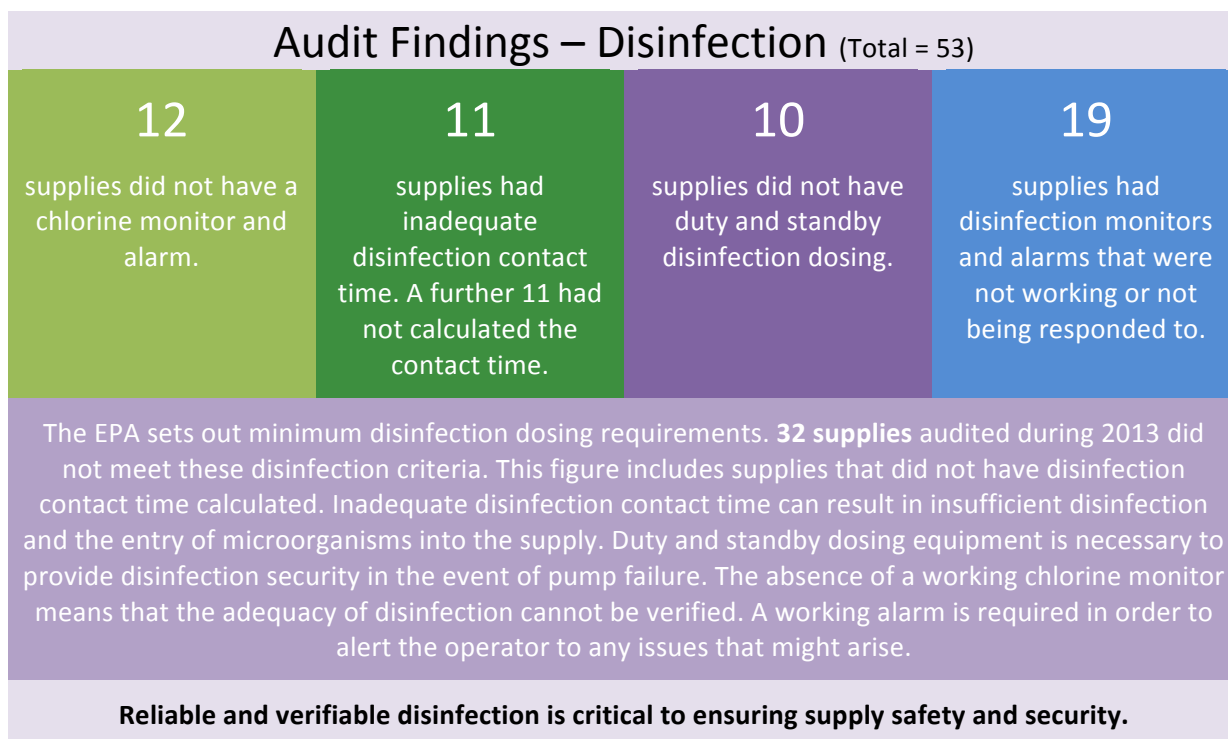 Audit Findings – Disinfection (Total = 53)
12
supplies did not have a
chlorine monitor and
alarm.
11
supplies had
inadequate
disinfection contact
time. A further 11 had
not calculated the
contact time.
10
supplies did not have
duty and standby
disinfection dosing.
19
supplies had
disinfection monitors
and alarms that were
not working or not
being responded to.
The EPA sets out minimum disinfection dosing requirements. 32 supplies audited during 2013 did
not meet these disinfection criteria. This figure includes supplies that did not have disinfection
contact time calculated. Inadequate disinfection contact time can result in insufficient disinfection
and the entry of microorganisms into the supply. Duty and standby dosing equipment is necessary to
provide disinfection security in the event of pump failure. The absence of a working chlorine monitor
means that the adequacy of disinfection cannot be verified. A working alarm is required in order to
alert the operator to any issues that might arise.
Reliable and verifiable disinfection is critical to ensuring supply safety and security.